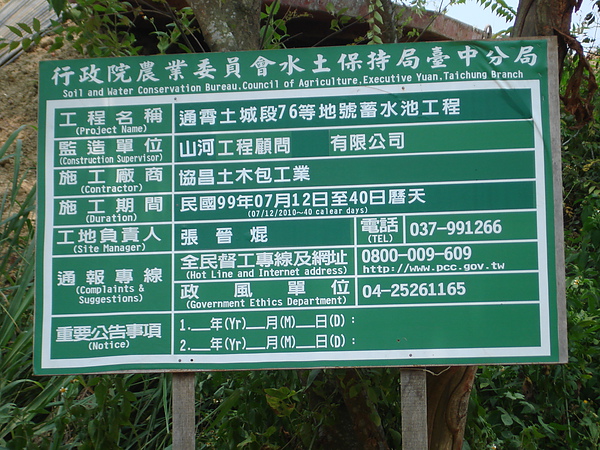 行政院農業委員會水土保持局臺中分局
Soil and Water Conservation Bureau.Council of Agriculture.Executive Yuan.Taichung Branch
工程名稱
(Project Name)
通霄土城段76等地號蓄水池工程
監造單位
(Construction Supervisor)
山河工程顧問 有限公司
施工廠商
(Contractor)
協昌土木包工業
施工期間
(Duration)
民國99年07月12日至40日曆天
(07/12/2010~40 calear days)
工地負責人
(Site Manager)
張晉焜
電話
(TEL)
037-991266
通報專線
(Complaints &
Suggestions)
全民督工專線及網址
(Hot Line and Internet address)
0800-009-609
http://www.pcc.gov.tw
政風單位
(Government Ethics Department)
04-25261165
重要公告事項
(Notice)
1.__年(Yr)__月(M)__日(D):
2.__年(Yr)__月(M)__日(D):